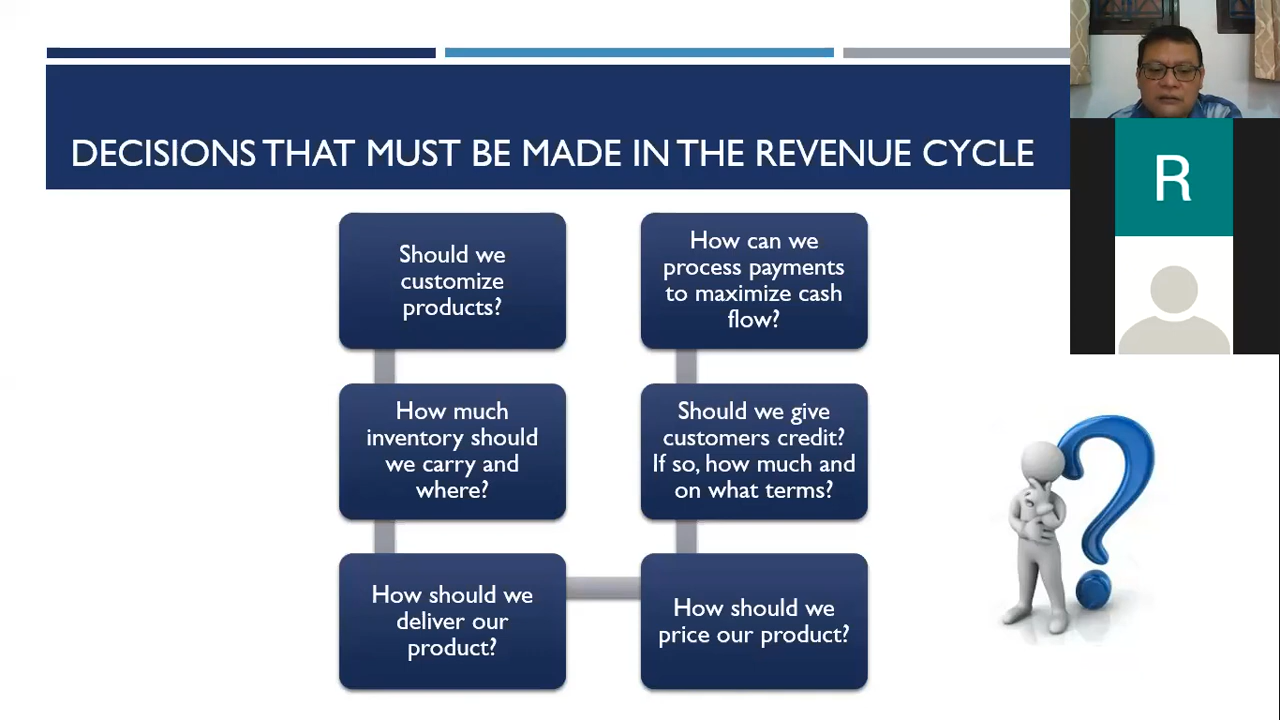 DECISIONS THAT MUST BE MADE IN THE REVENUE CYCLE
Should we
customize
products?
How much
inventory should
we carry and
where?
How should we
deliver our
product?
How should we
price our product?
Should we give
customers credit?
If so, how much and
on what terms?
How can we
process payments
to maximize cash
flow?
R